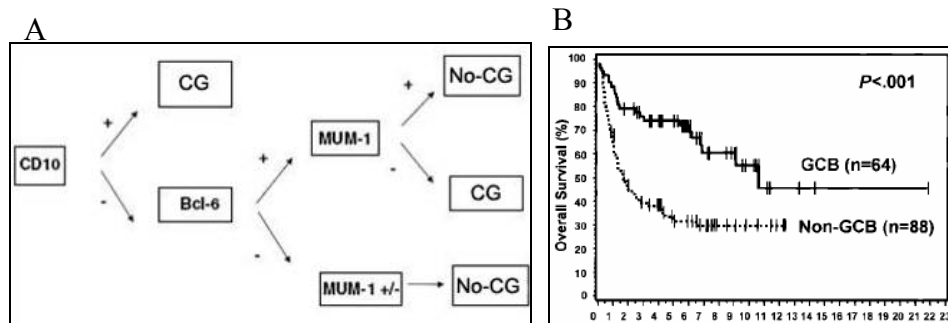 A
CD10
+
-
CG
Bcl-6
+
-
MUM-1
+
-
No-CG
CG
MUM-1 +/-
No-CG
B
Overall Survival (%)
100
90
80
70
60
50
40
30
20
10
0
P<.001
GCB (n=64)
Non-GCB (n=88)
0 1 2 3 4 5 6 7 8 9 10 11 12 13 14 15 16 17 18 19 20 21 22 23